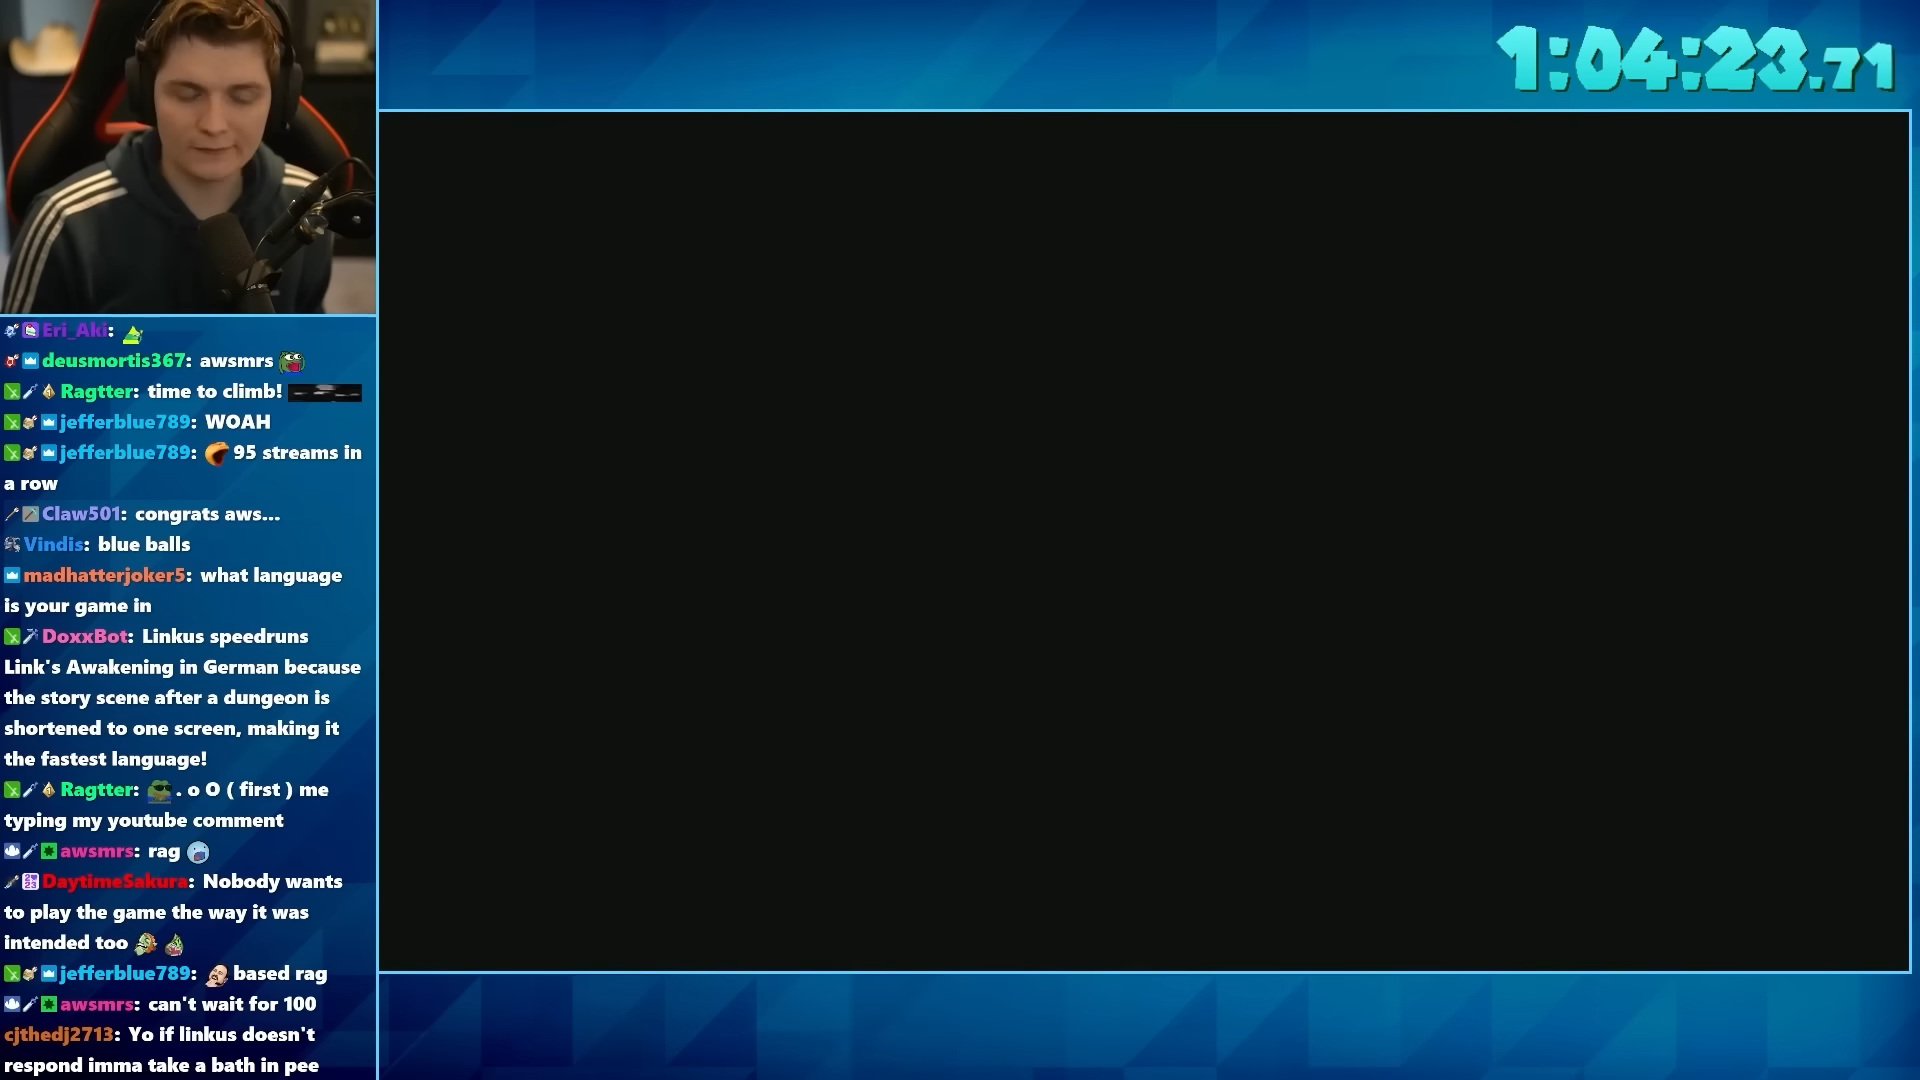 1:04:23.71
Eri_Aki:
deusmortis367: awsmrs
Ragtter: time to climb!
jefferblue789: WOAH
jefferblue789: 95 streams in
a row
Claw501: congrats aws...
Vindis: blue balls
madhatterjoker5: what language
is your game in
DoxxBot: Linkus speedruns
Link's Awakening in German because
the story scene after a dungeon is
shortened to one screen, making it
the fastest language!
Ragtter: . o O ( first ) me
typing my youtube comment
awsmrs: rag
DaytimeSakura: Nobody wants
to play the game the way it was
intended too
jefferblue789: based rag
awsmrs: can't wait for 100
cjthedj2713: Yo if linkus doesn't
respond imma take a bath in pee